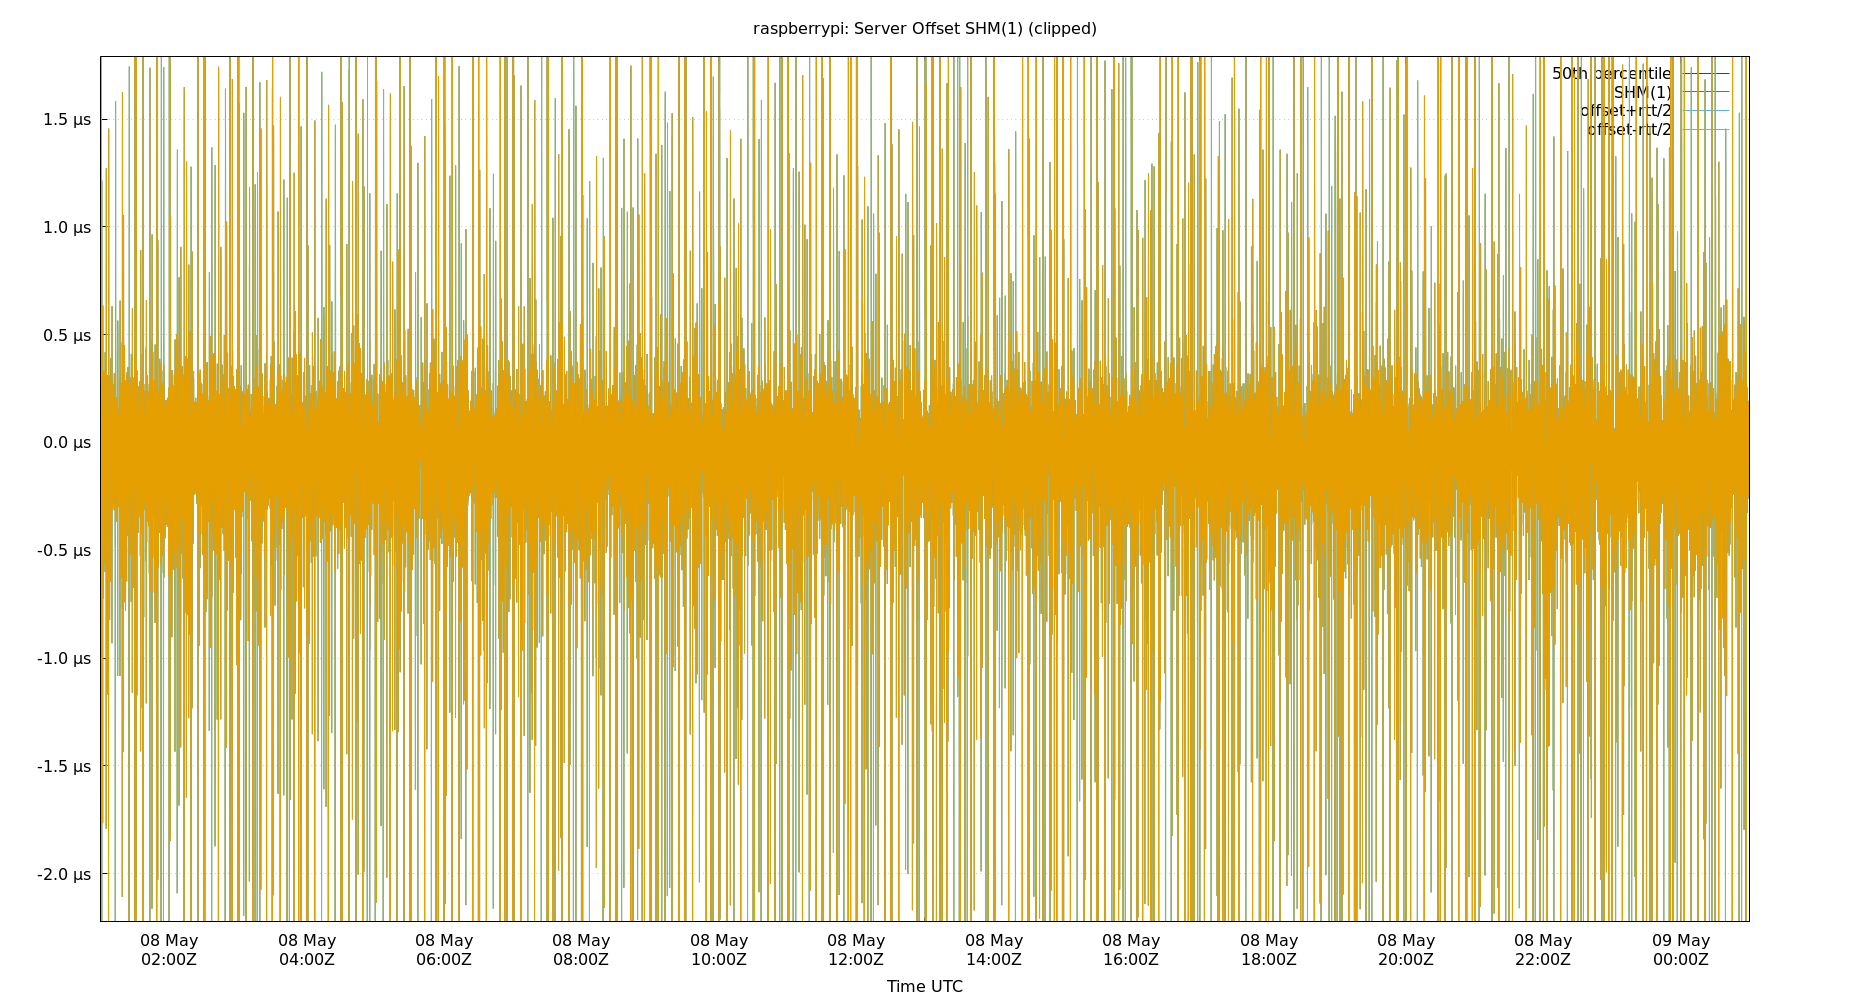 raspberrypi: Server Offset SHM(1) (clipped)
50th percentile
SHM(1)
offset+rtt/2
offset-rtt/2
1.5 µs
1.0 µs
0.5 µs
0.0 µs
-0.5 µs
-1.0 µs
-1.5 µs
-2.0 µs
08 May 08 May 08 May 08 May 08 May 08 May 08 May 08 May 08 May 08 May 08 May 09 May
02:00Z 04:00Z 06:00Z 08:00Z 10:00Z 12:00Z 14:00Z 16:00Z 18:00Z 20:00Z 22:00Z 00:00Z
Time UTC